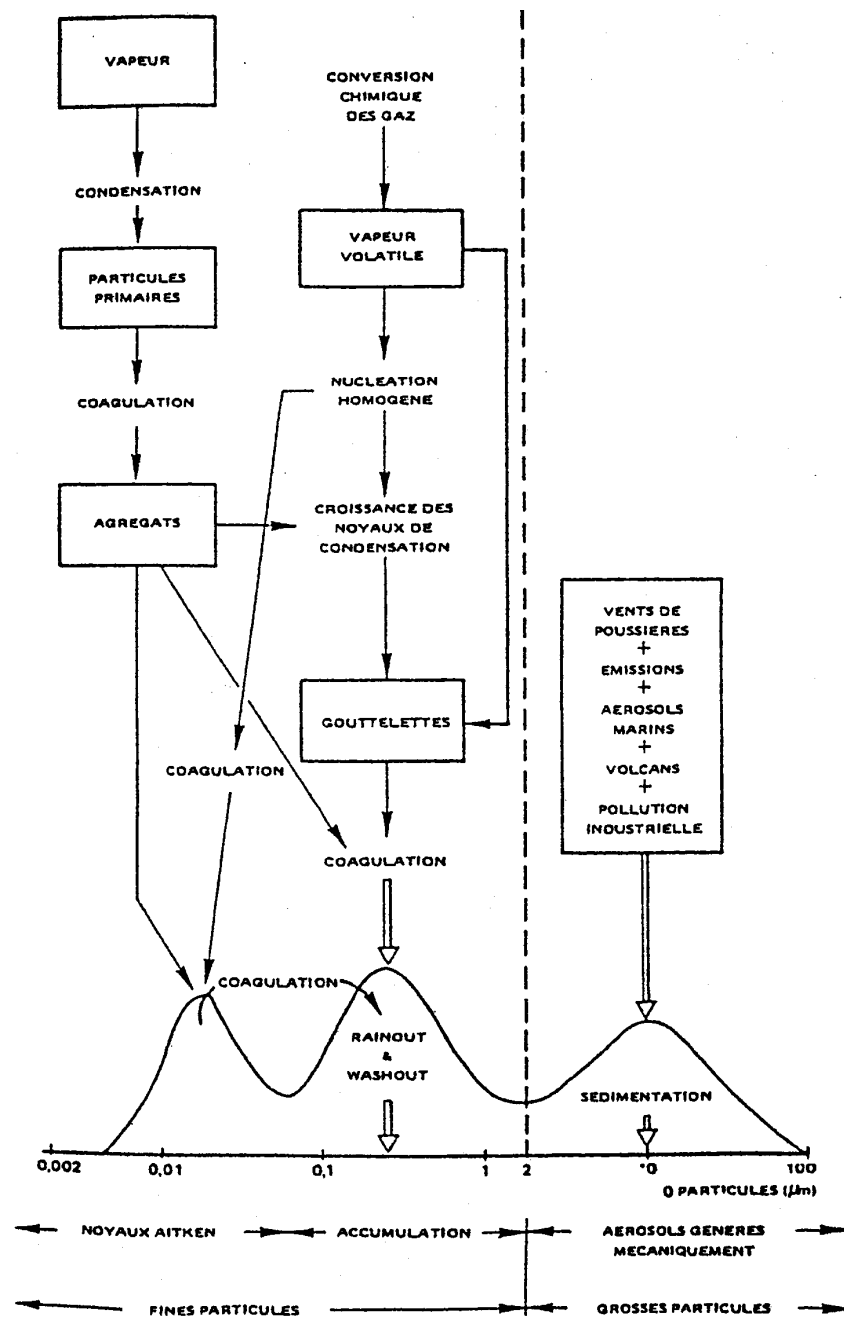 VAPEUR
CONDENSATION
PARTICULES
PRIMAIRES
COAGULATION
AGREGATS
CONVERSION
CHIMIQUE
DES GAZ
VAPEUR
VOLATILE
NUCLEATION
HOMOGENE
CROISSANCE DES
NOYAUX DE
CONDENSATION
GOUTTELETTES
COAGULATION
COAGULATION
VENTS DE
POUSSIERES
+
EMISSIONS
+
AEROSOLS
MARINS
+
VOLCANS
+
POLLUTION
INDUSTRIELLE
COAGULATION
RAINOUT
&
WASHOUT
SEDIMENTATION
0,002 0,01 0,1 1 2 10 100
0 PARTICULES (µm)
NOYAUX AITKEN ACCUMULATION AEROSOLS GENERES
MECANIQUEMENT
FINES PARTICULES GROSSES PARTICULES